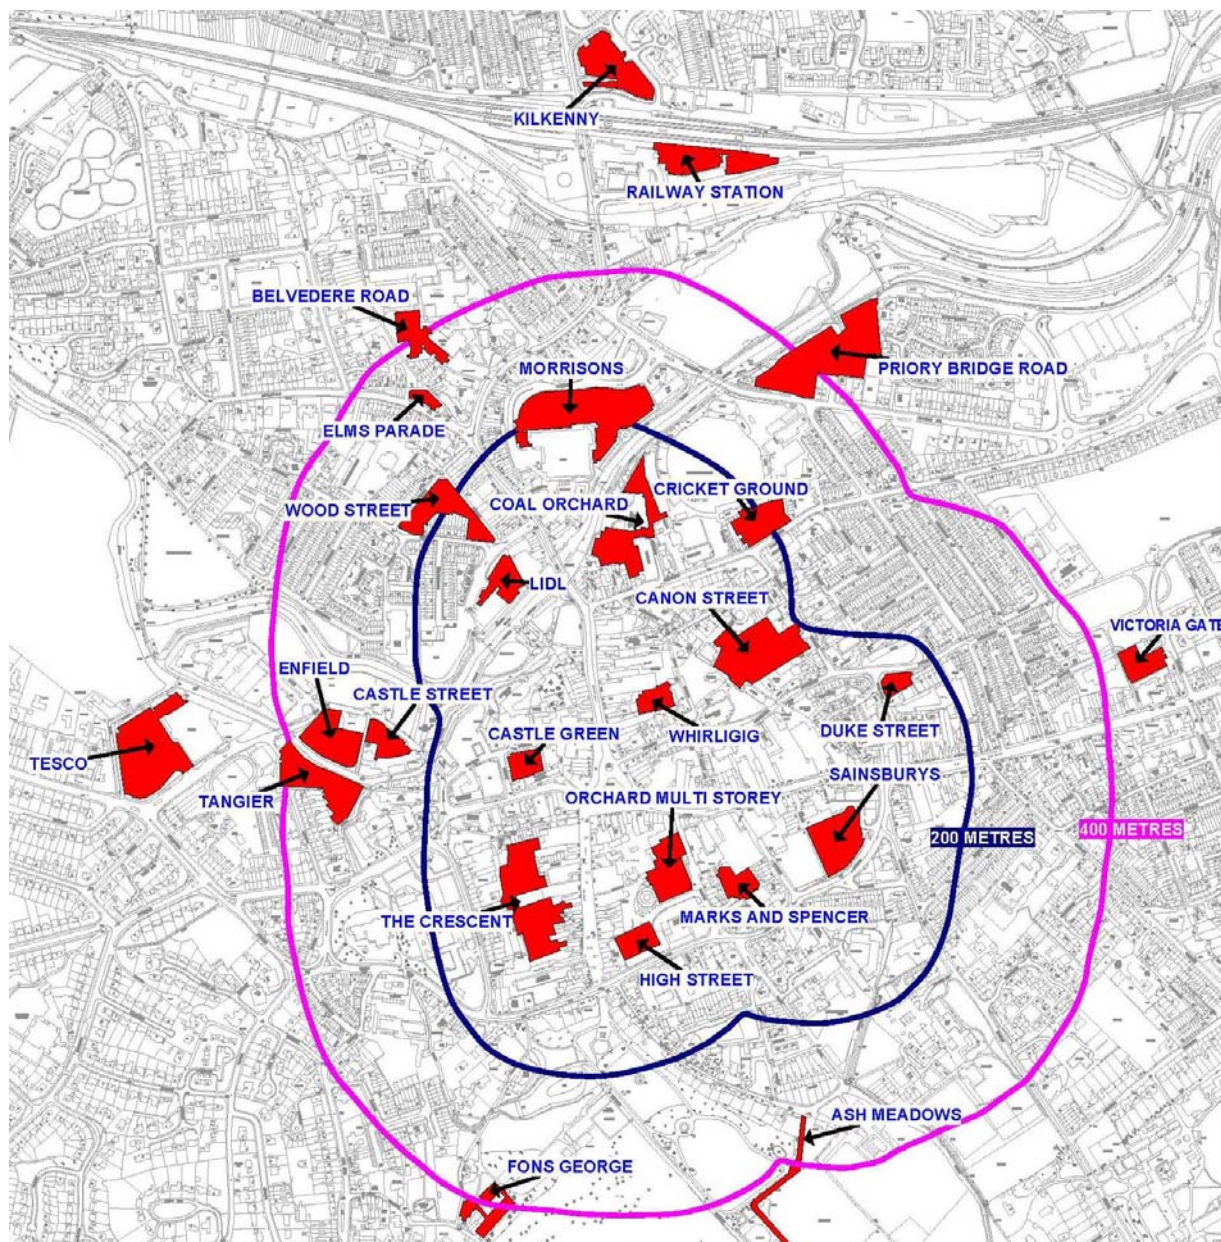 KILKENNY
RAILWAY STATION
BELVEDERE ROAD
MORRISONS
PRIORY BRIDGE ROAD
ELMS PARADE
CRICKET GROUND
COAL ORCHARD
WOOD STREET
LIDL
CANON STREET
VICTORIA GATE
ENFIELD
CASTLE STREET
DUKE STREET
CASTLE GREEN
WHIRLIGIG
TESCO
SAINSBURYS
TANGIER
ORCHARD MULTI STOREY
200 METRES
400 METRES
THE CRESCENT
MARKS AND SPENCER
HIGH STREET
ASH MEADOWS
FONS GEORGE